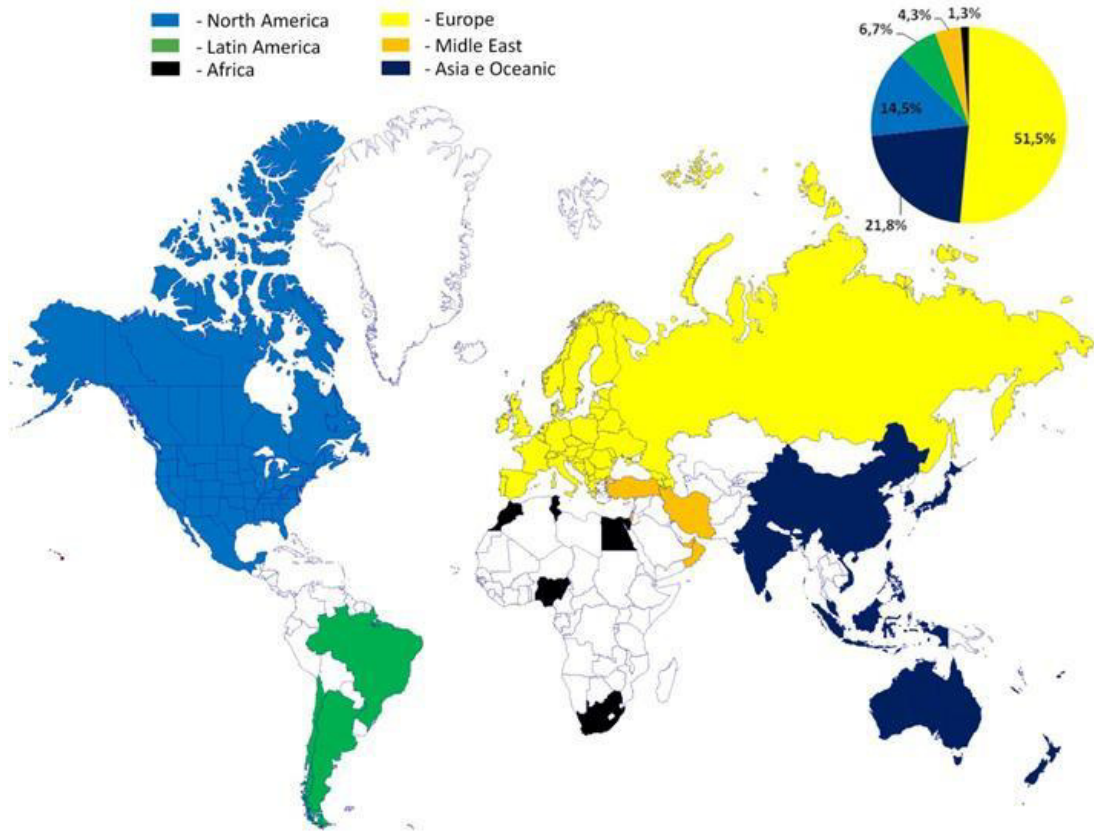 - North America
- Latin America
- Africa
- Europe
- Midle East
- Asia e Oceanic
4,3%
1,3%
6,7%
14,5%
51,5%
21,8%